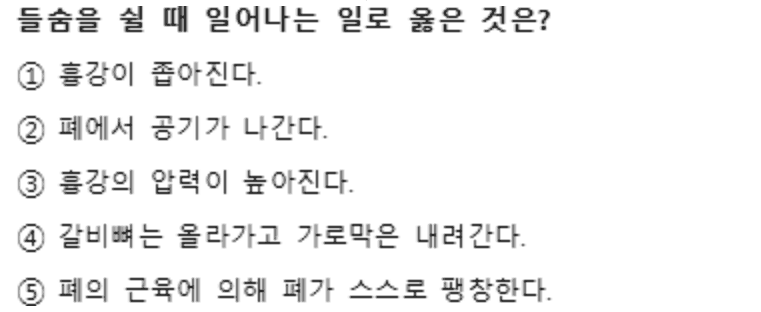 들숨을 쉴 때 일어나는 일로 옳은 것은?
① 흉강이 좁아진다.
② 폐에서 공기가 나간다.
③ 흉강의 압력이 높아진다.
④ 갈비뼈는 올라가고 가로막은 내려간다.
⑤ 폐의 근육에 의해 폐가 스스로 팽창한다.